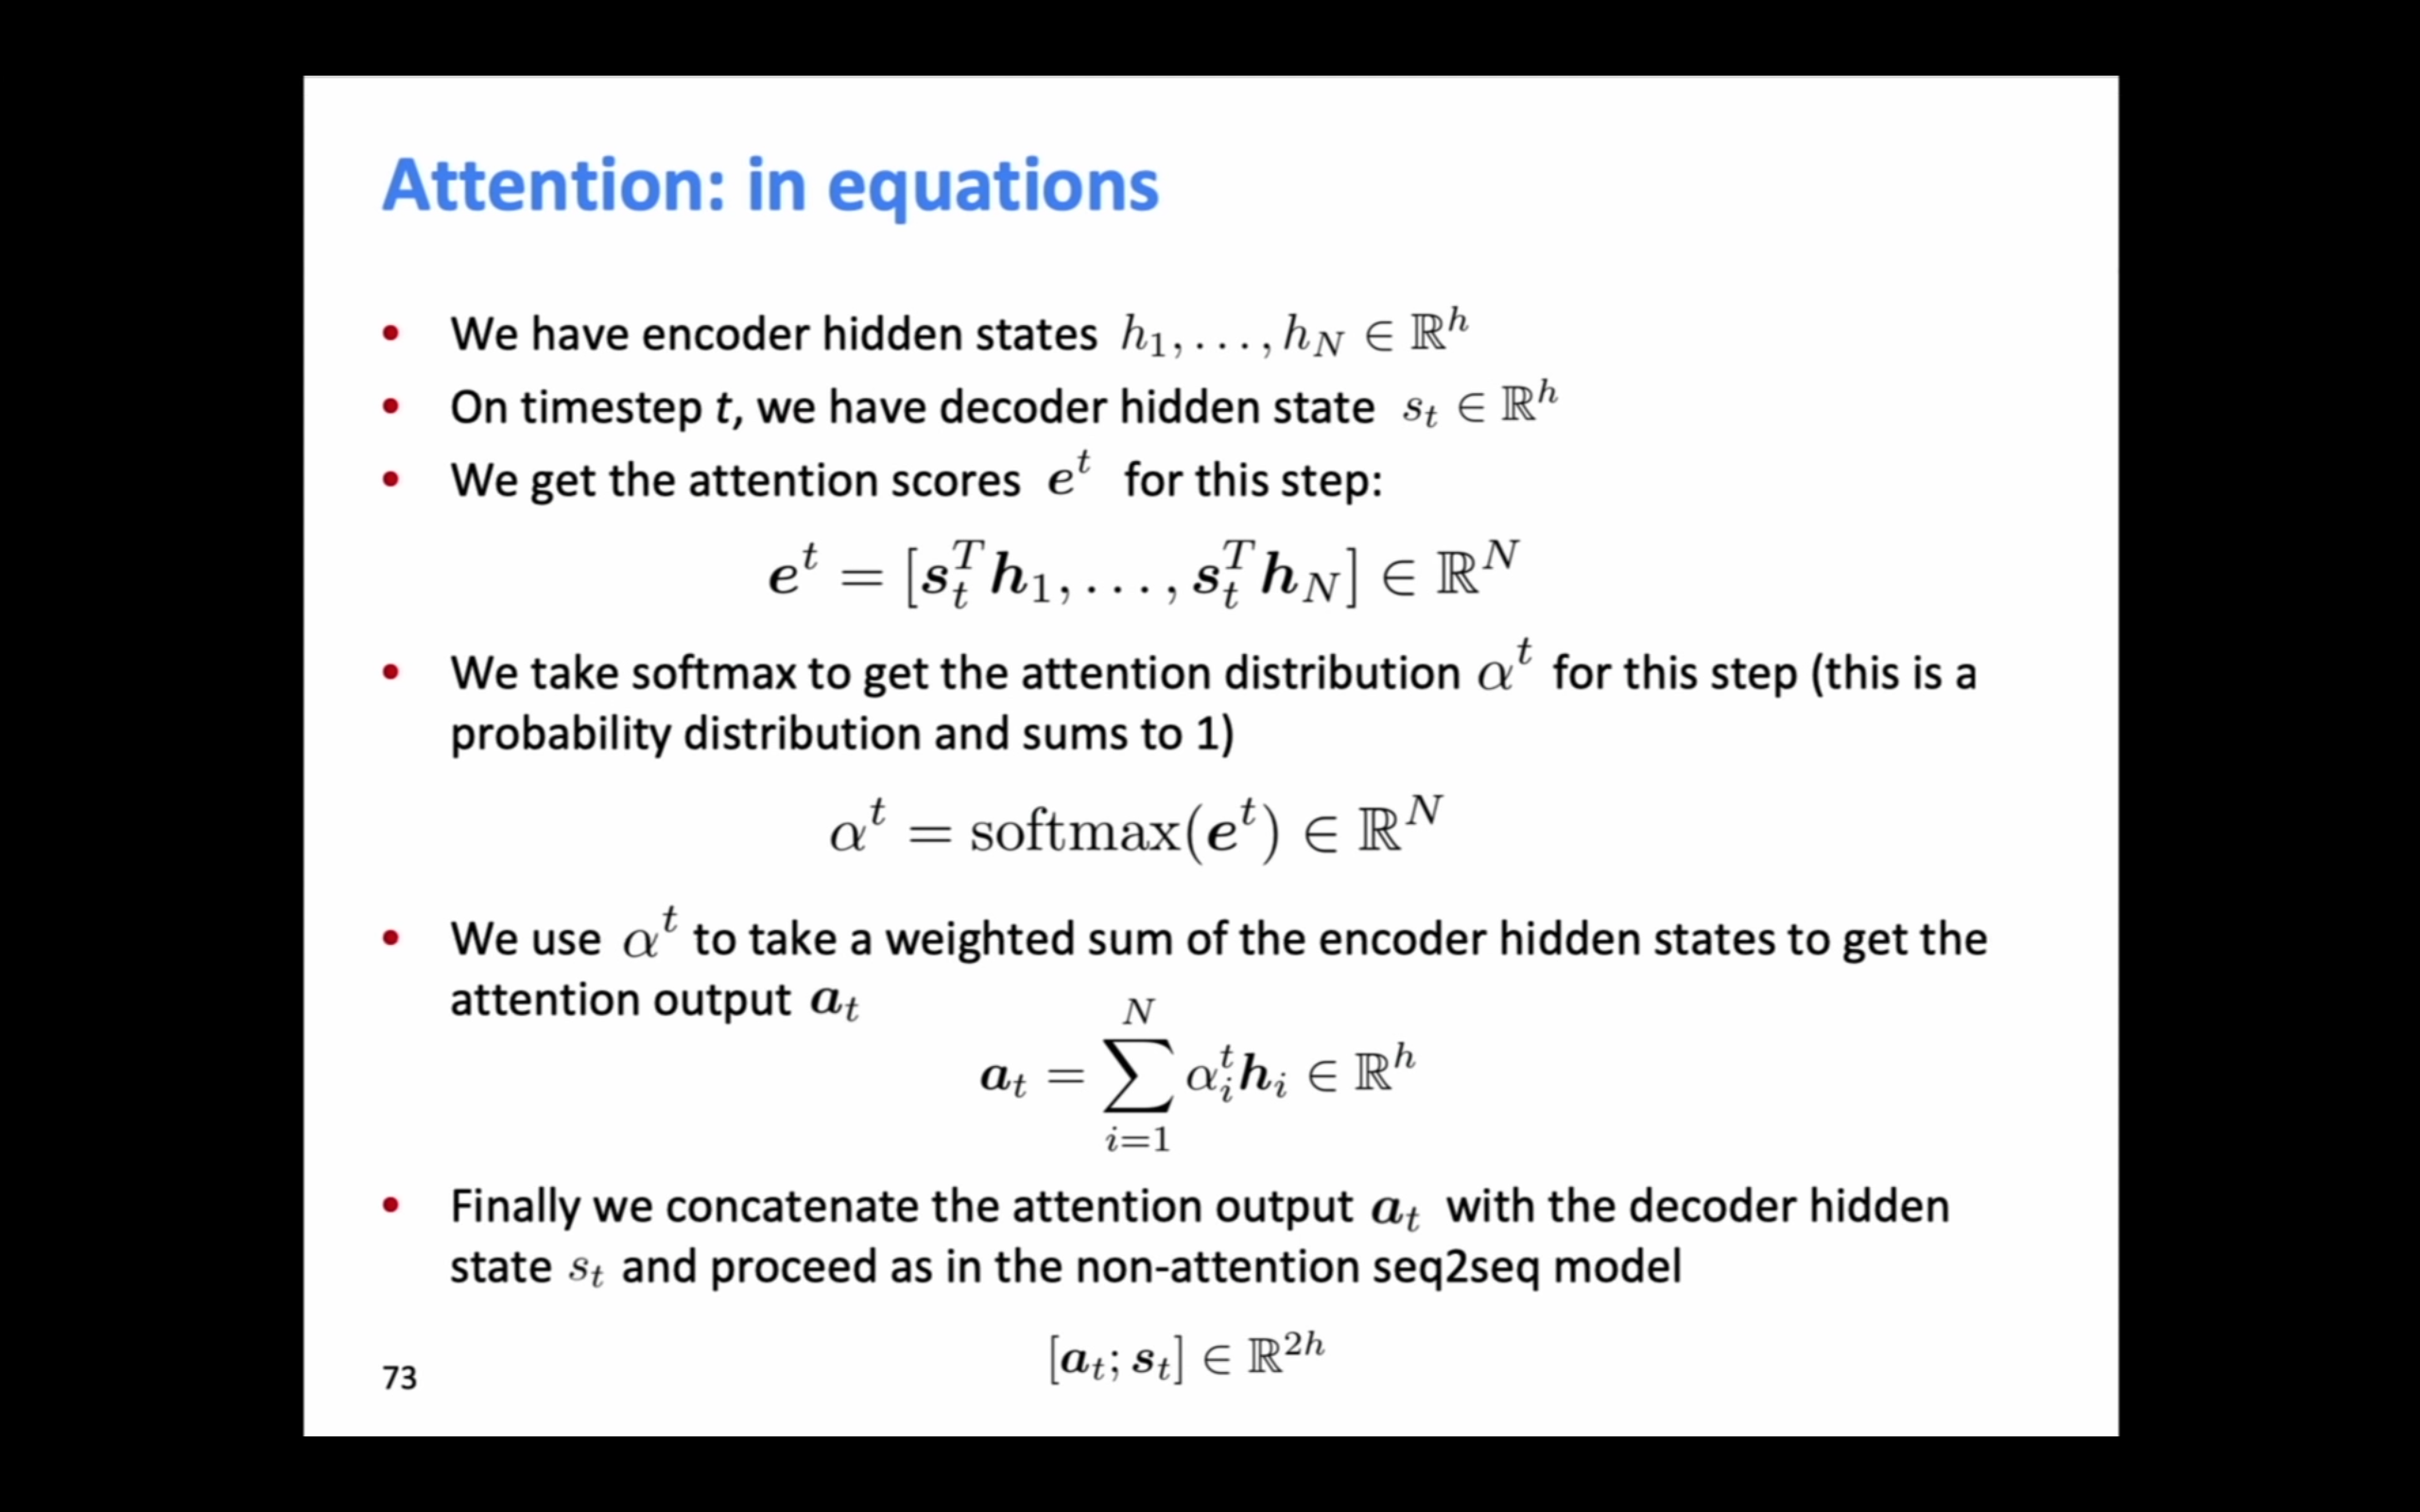 Attention: in equations
• We have encoder hidden states $h_1, \ldots, h_N \in \mathbb{R}^h$
• On timestep t, we have decoder hidden state $s_t \in \mathbb{R}^h$
• We get the attention scores $\boldsymbol{e}^t$ for this step:
$\boldsymbol{e}^t = [\boldsymbol{s}_t^T \boldsymbol{h}_1, \ldots, \boldsymbol{s}_t^T \boldsymbol{h}_N] \in \mathbb{R}^N$
• We take softmax to get the attention distribution $\alpha^t$ for this step (this is a
probability distribution and sums to 1)
$\alpha^t = \text{softmax}(\boldsymbol{e}^t) \in \mathbb{R}^N$
• We use $\alpha^t$ to take a weighted sum of the encoder hidden states to get the
attention output $\boldsymbol{a}_t$
$\boldsymbol{a}_t = \sum_{i=1}^{N} \alpha_i^t \boldsymbol{h}_i \in \mathbb{R}^h$
• Finally we concatenate the attention output $\boldsymbol{a}_t$ with the decoder hidden
state $s_t$ and proceed as in the non-attention seq2seq model
$[\boldsymbol{a}_t; \boldsymbol{s}_t] \in \mathbb{R}^{2h}$
73